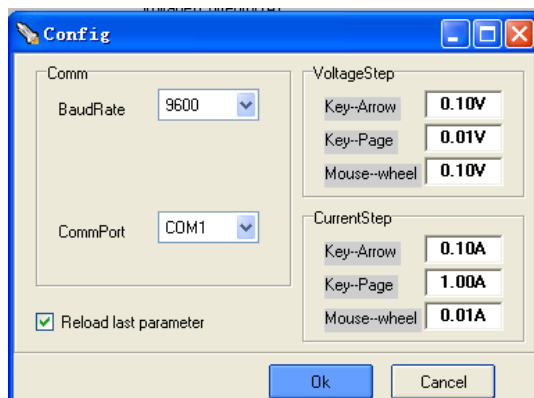 Config
Comm
BaudRate
9600
CommPort
COM1
Reload last parameter
VoltageStep
Key--Arrow
0.10V
Key--Page
0.01V
Mouse--wheel
0.10V
CurrentStep
Key--Arrow
0.10A
Key--Page
1.00A
Mouse--wheel
0.01A
Ok
Cancel